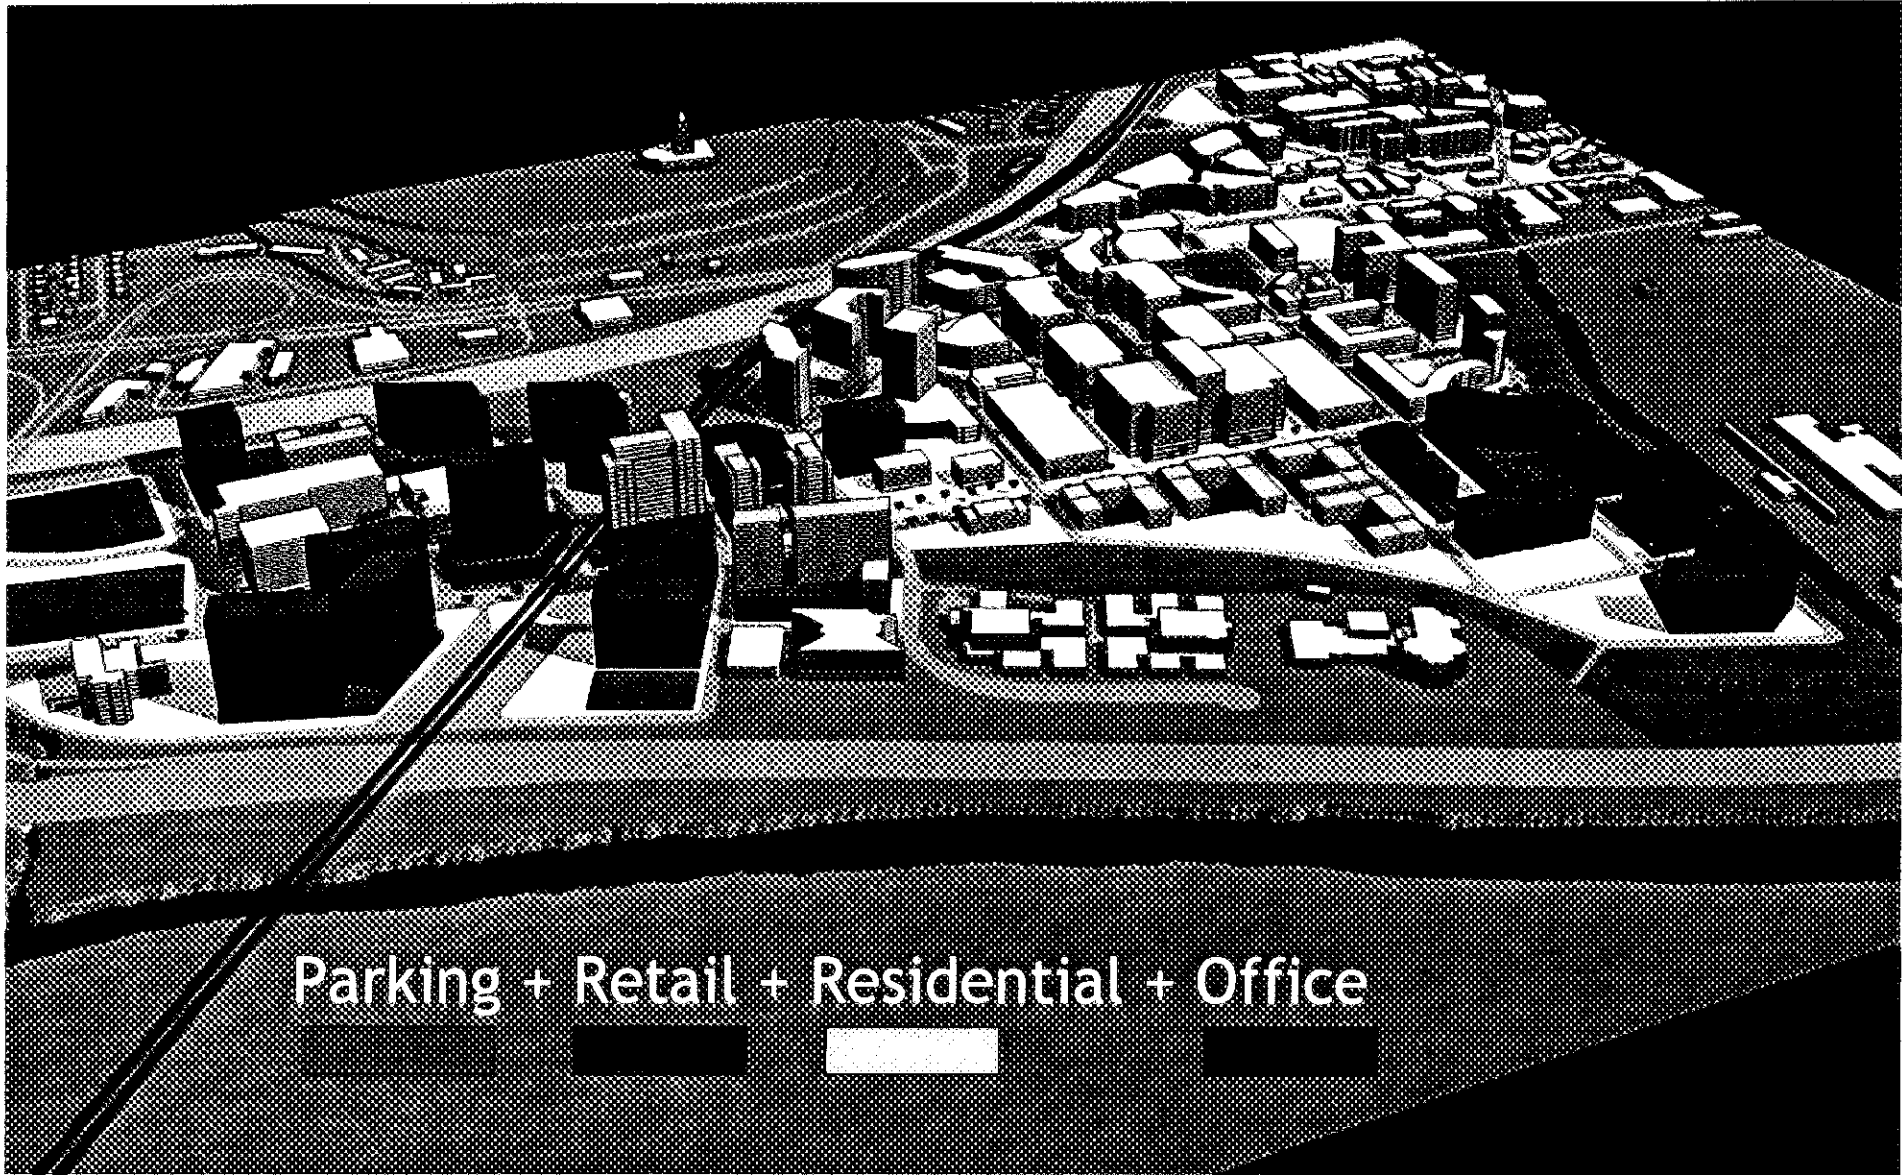 Parking + Retail + Residential + Office